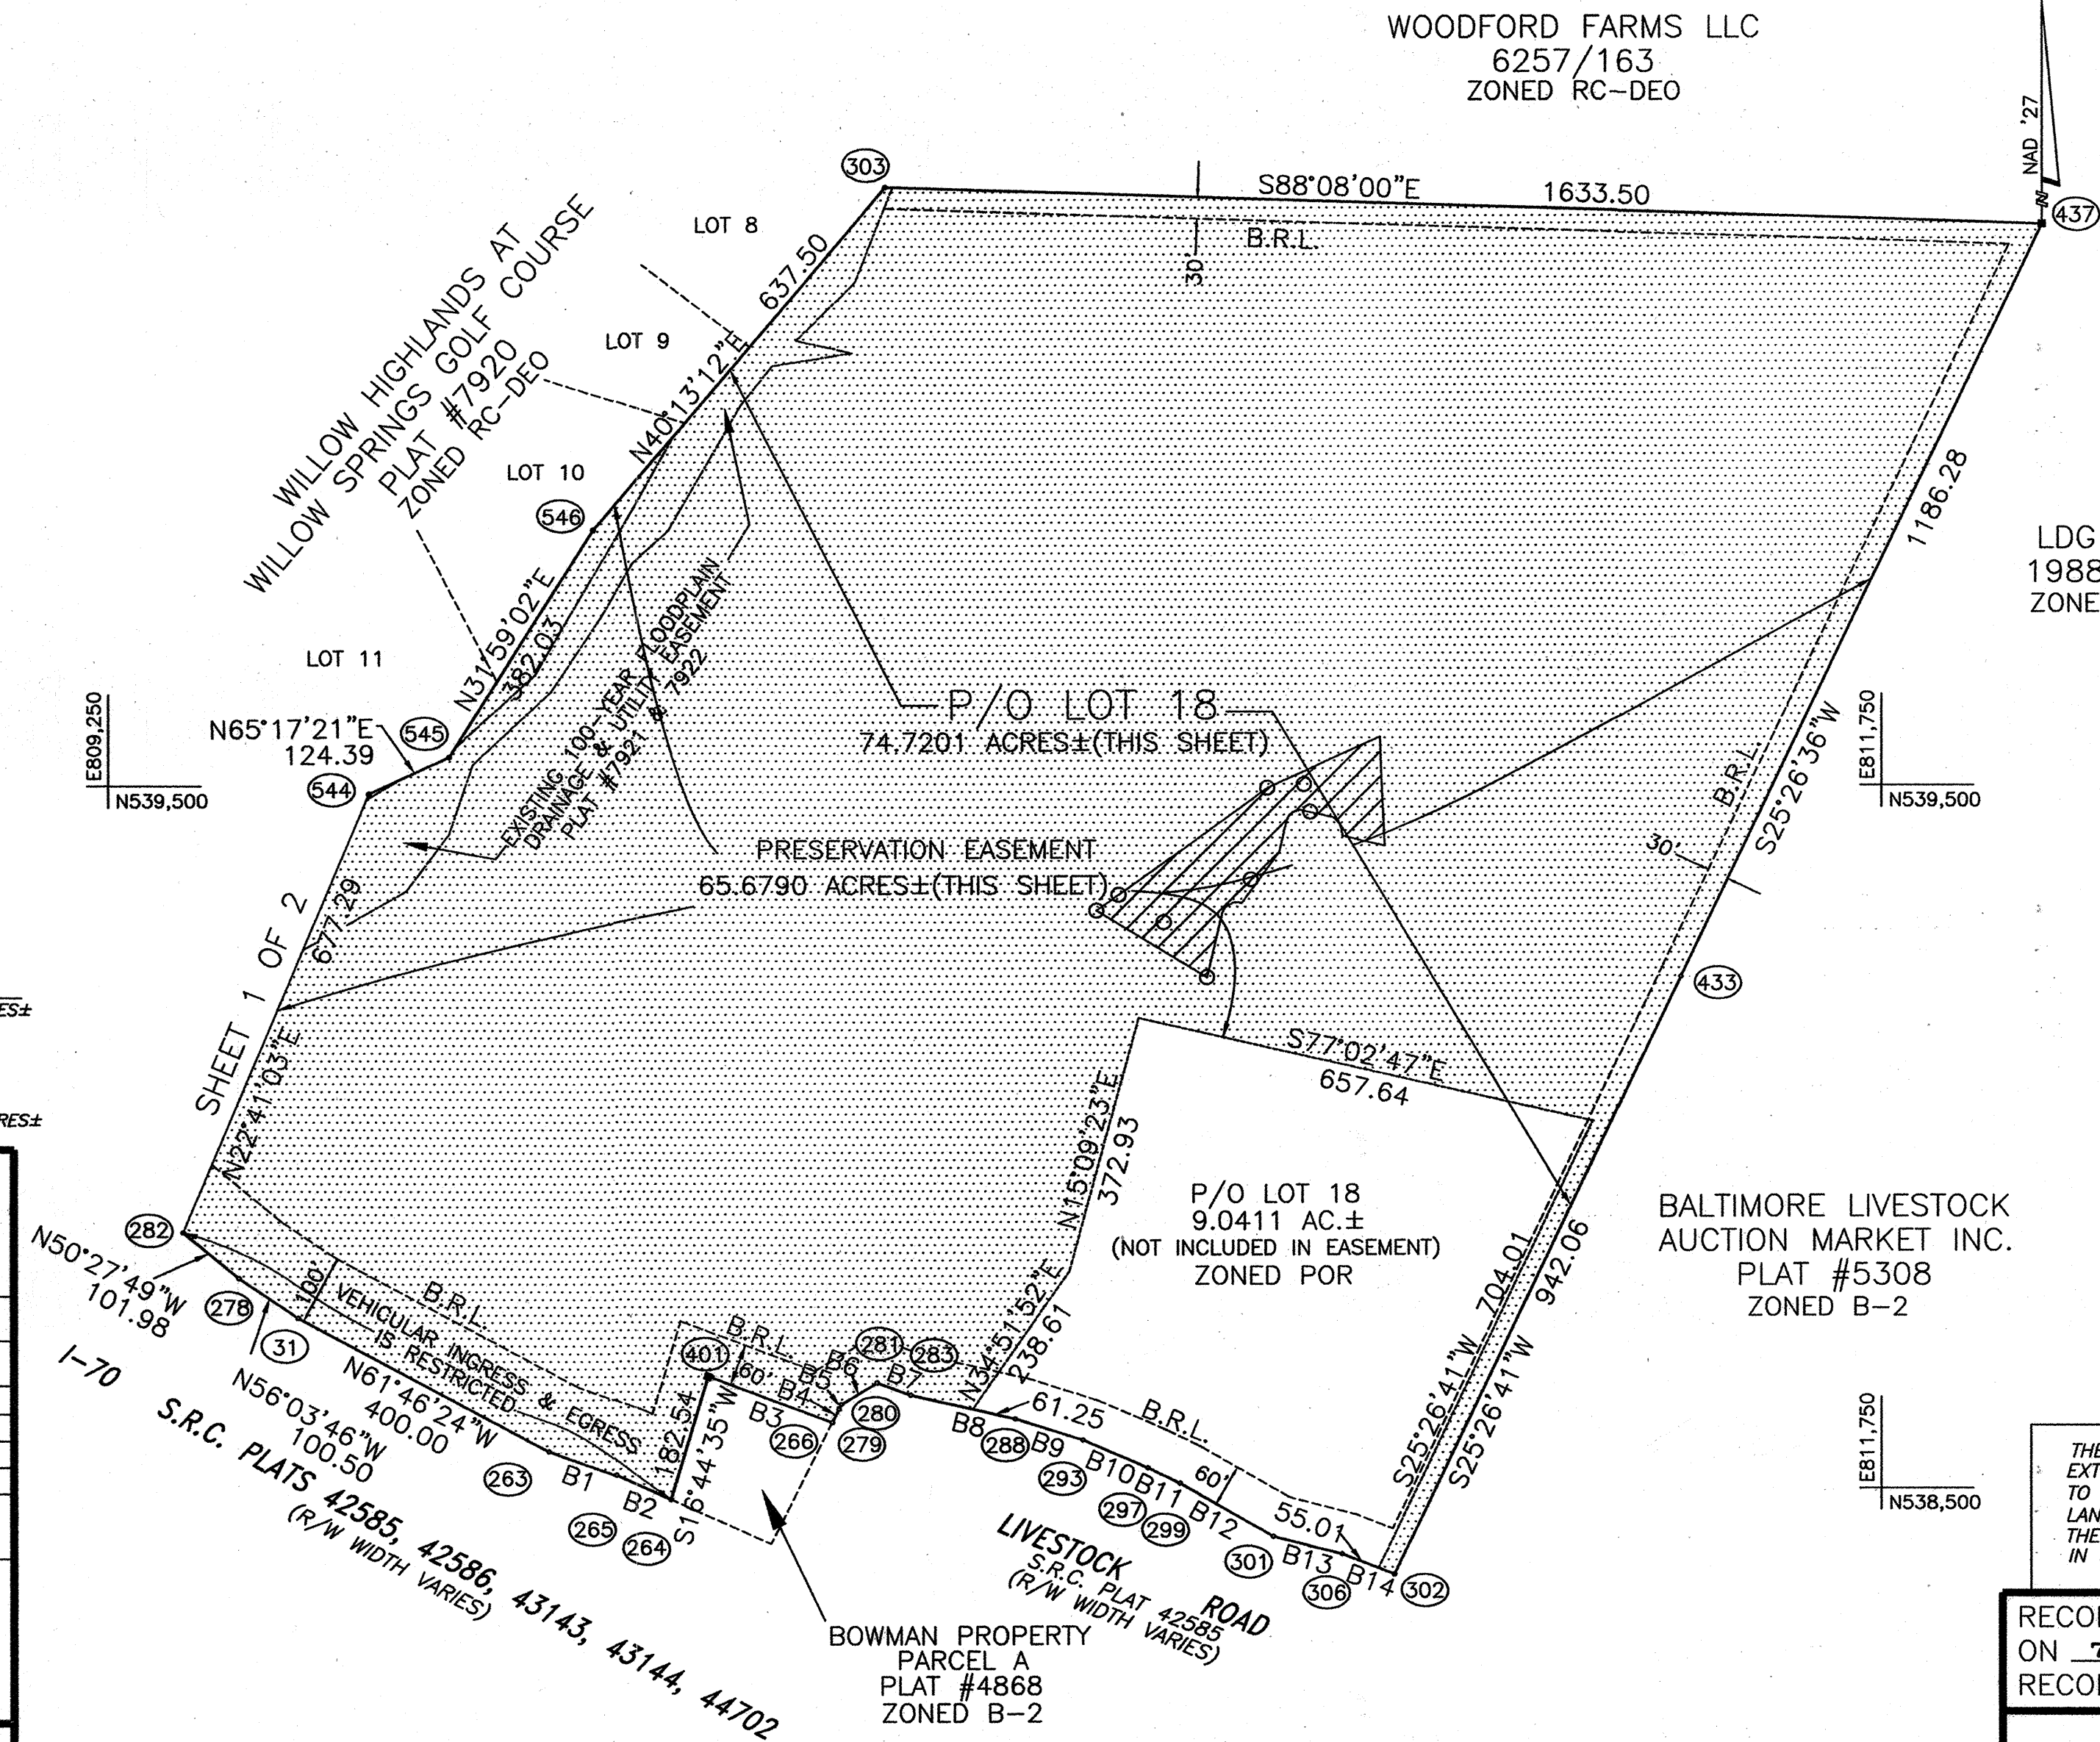 WOODFORD FARMS LLC
6257/163
ZONED RC-DEO
NAD '27
N
303
S88°08'00"E
1633.50
437
B.R.L.
30'
LOT 8
637.50
N40°13'12"E
LOT 9
WILLOW HIGHLANDS AT
WILLOW SPRINGS GOLF COURSE
PLAT #7920
ZONED RC-DEO
LOT 10
546
1186.28
LDG
1988
ZONE
N31°59'02"E
382.03
LOT 11
EXISTING 100-YEAR FLOODPLAIN
DRAINAGE & UTILITY EASEMENT
PLAT #7921 & 7922
E809,250
N539,500
N65°17'21"E
124.39
545
544
P/O LOT 18
74.7201 ACRES±(THIS SHEET)
E811,750
N539,500
S25°26'36"W
B.R.L.
30'
PRESERVATION EASEMENT
65.6790 ACRES±(THIS SHEET)
SHEET 1 OF 2
677.29
N22°41'03"E
433
S77°02'47"E
657.64
ES±
RES±
N15°09'23"E
372.93
P/O LOT 18
9.0411 AC.±
(NOT INCLUDED IN EASEMENT)
ZONED POR
BALTIMORE LIVESTOCK
AUCTION MARKET INC.
PLAT #5308
ZONED B-2
704.01
942.06
S25°26'41"W
S25°26'41"W
282
N50°27'49"W
101.98
278
31
100'
B.R.L.
VEHICULAR INGRESS & EGRESS
IS RESTRICTED
N56°03'46"W
100.50
N61°46'24"W
400.00
I-70
S.R.C. PLATS 42585, 42586, 43143, 43144, 44702
(R/W WIDTH VARIES)
263
B1
265
B2
264
182.54
S16°44'35"W
401
B.R.L.
60'
B3
B4
266
B5
279
B6
280
281
B7
283
N34°51'52"E
238.61
B8
61.25
288
B9
293
B10
297
B11
299
B.R.L.
60'
B12
301
55.01
B13
306
B14
302
LIVESTOCK ROAD
S.R.C. PLAT 42585
(R/W WIDTH VARIES)
BOWMAN PROPERTY
PARCEL A
PLAT #4868
ZONED B-2
E811,750
N538,500
THE
EXT
TO
LAN
THE
IN
RECOR
ON
RECOR